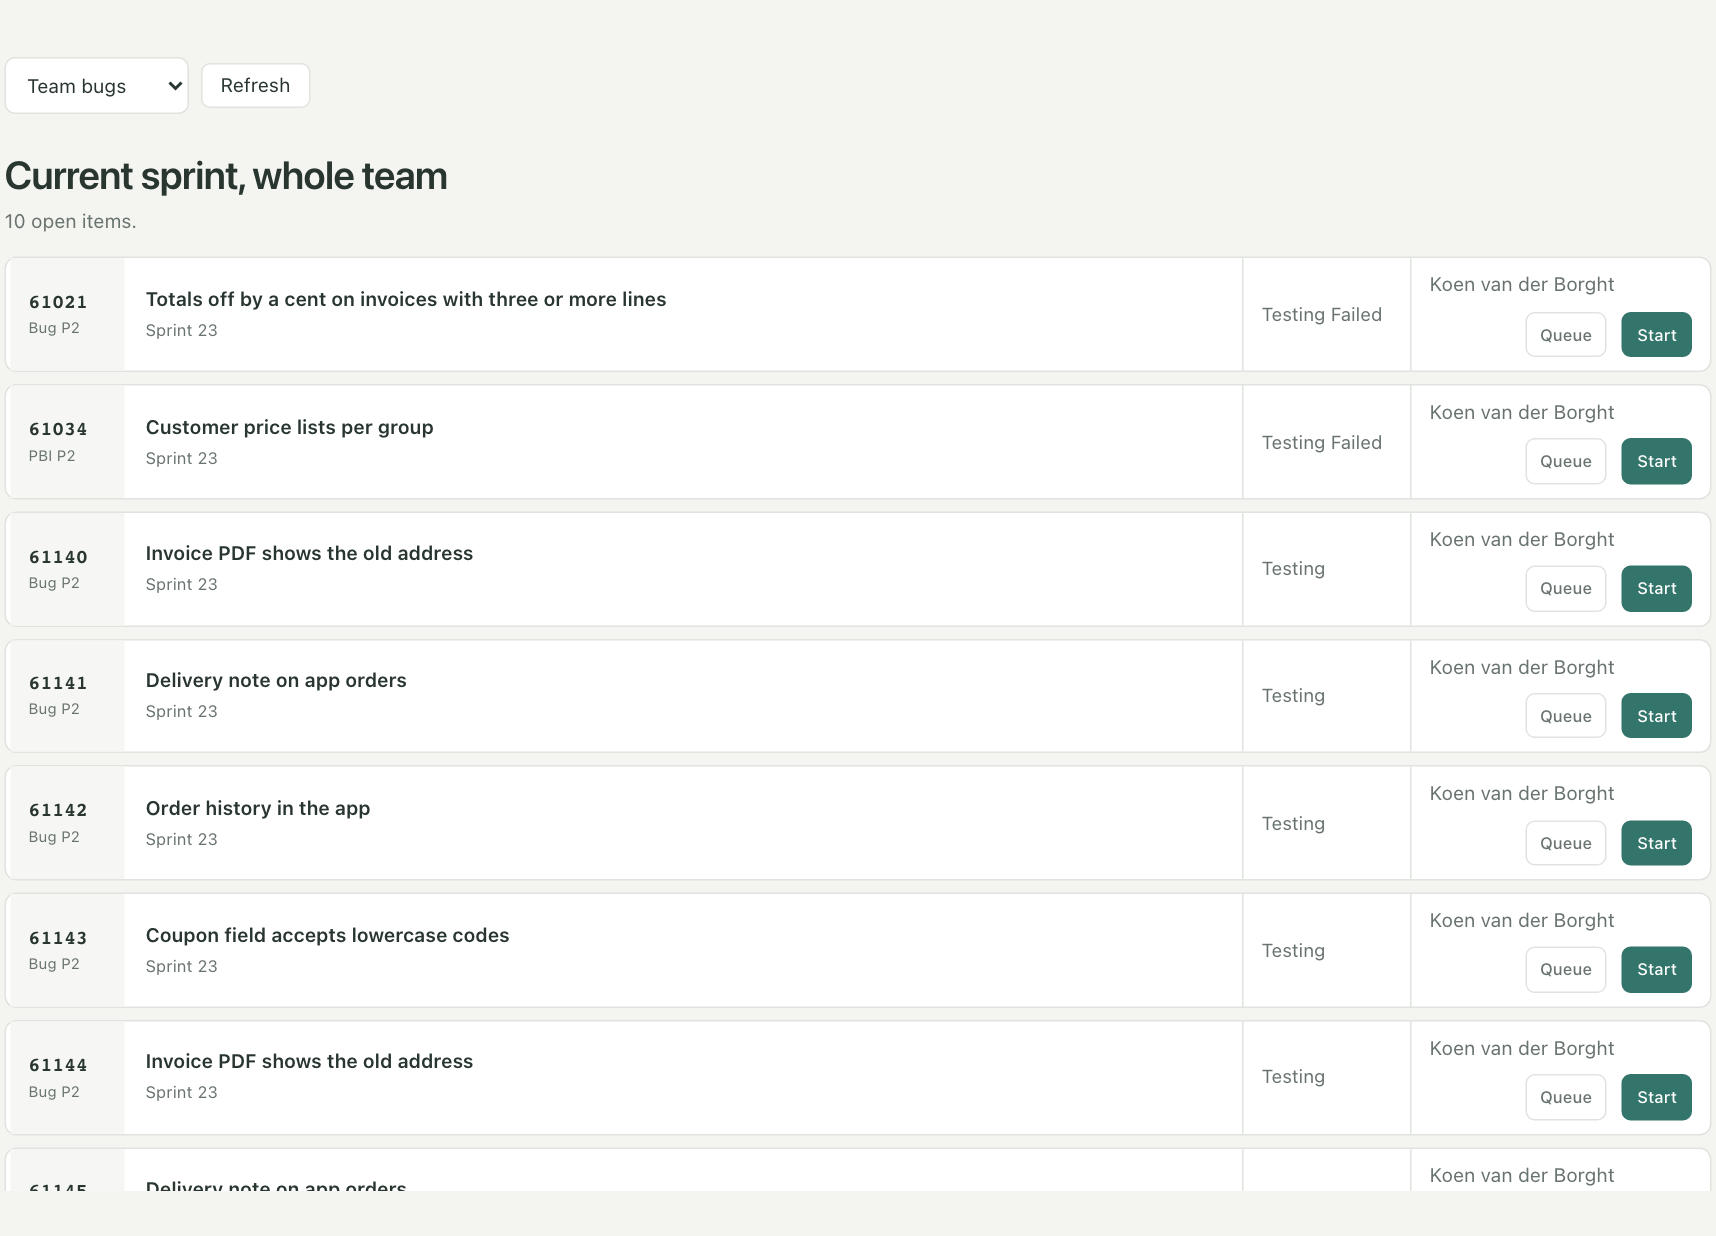 Team bugs
Refresh
Current sprint, whole team
10 open items.
61021
Bug P2
Totals off by a cent on invoices with three or more lines
Sprint 23
Testing Failed
Koen van der Borght
Queue
Start
61034
PBI P2
Customer price lists per group
Sprint 23
Testing Failed
Koen van der Borght
Queue
Start
61140
Bug P2
Invoice PDF shows the old address
Sprint 23
Testing
Koen van der Borght
Queue
Start
61141
Bug P2
Delivery note on app orders
Sprint 23
Testing
Koen van der Borght
Queue
Start
61142
Bug P2
Order history in the app
Sprint 23
Testing
Koen van der Borght
Queue
Start
61143
Bug P2
Coupon field accepts lowercase codes
Sprint 23
Testing
Koen van der Borght
Queue
Start
61144
Bug P2
Invoice PDF shows the old address
Sprint 23
Testing
Koen van der Borght
Queue
Start
61145
Delivery note on app orders
Koen van der Borght